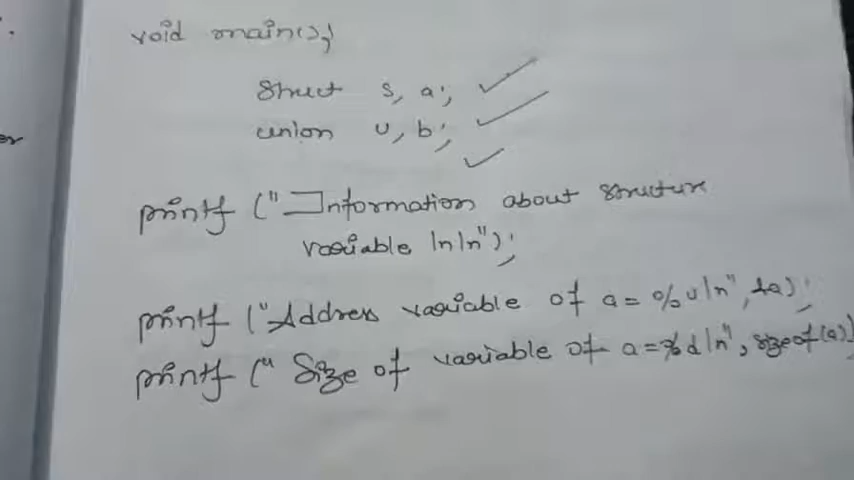 void main();
struct s, a;
union u, b;
printf ("Information about structure
variable \n\n");
printf ("Address variable of a = %u\n", &a);
printf (" Size of variable of a = %d\n", sizeof(a))